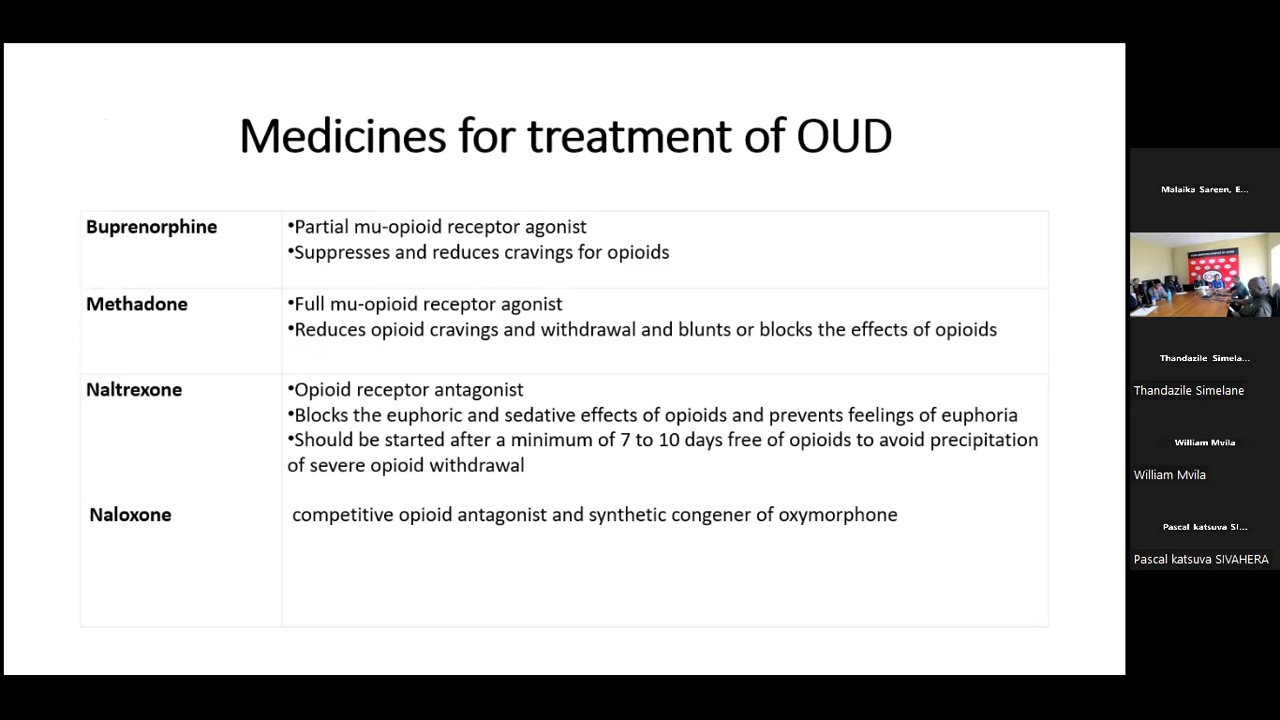 Medicines for treatment of OUD
Buprenorphine
•Partial mu-opioid receptor agonist
•Suppresses and reduces cravings for opioids
Methadone
•Full mu-opioid receptor agonist
•Reduces opioid cravings and withdrawal and blunts or blocks the effects of opioids
Naltrexone
•Opioid receptor antagonist
•Blocks the euphoric and sedative effects of opioids and prevents feelings of euphoria
•Should be started after a minimum of 7 to 10 days free of opioids to avoid precipitation
of severe opioid withdrawal
Naloxone
competitive opioid antagonist and synthetic congener of oxymorphone
Malaika Sareen, E...
Thandazile Simela...
Thandazile Simelane
William Mvila
William Mvila
Pascal katsuva SI...
Pascal katsuva SIVAHERA